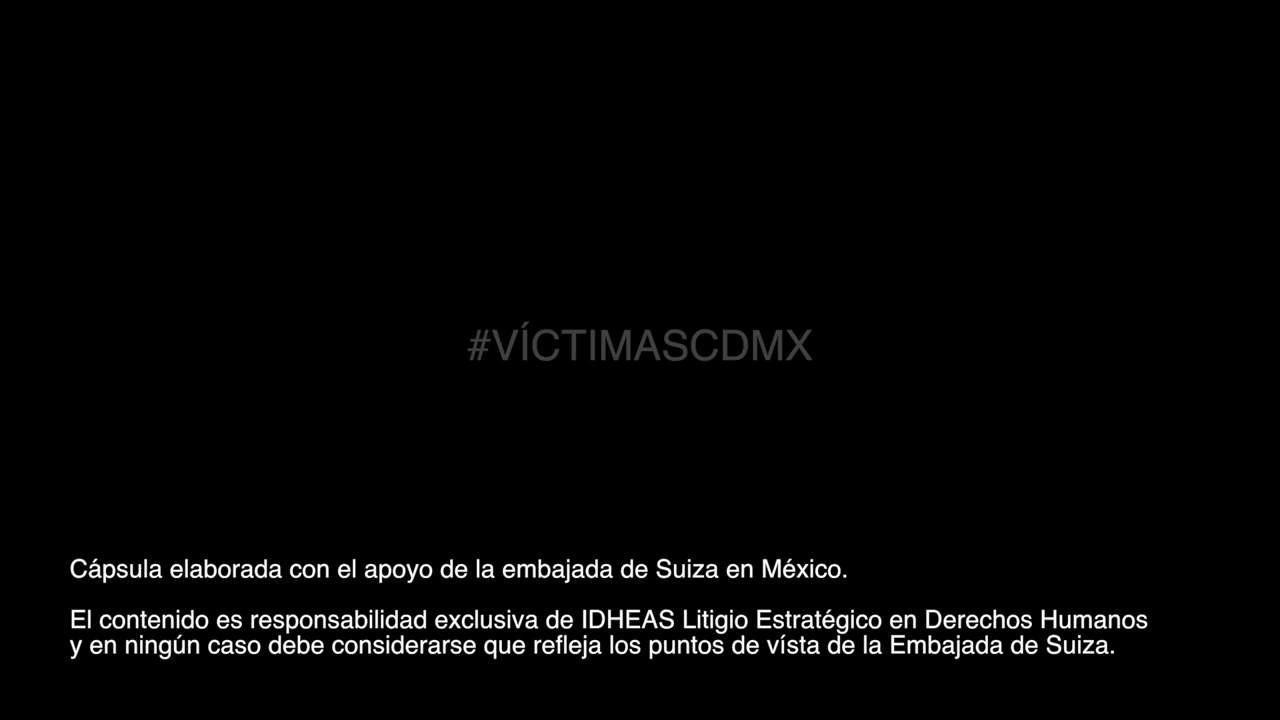 #VÍCTIMASCDMX
Cápsula elaborada con el apoyo de la embajada de Suiza en México.
El contenido es responsabilidad exclusiva de IDHEAS Litigio Estratégico en Derechos Humanos
y en ningún caso debe considerarse que refleja los puntos de vísta de la Embajada de Suiza.